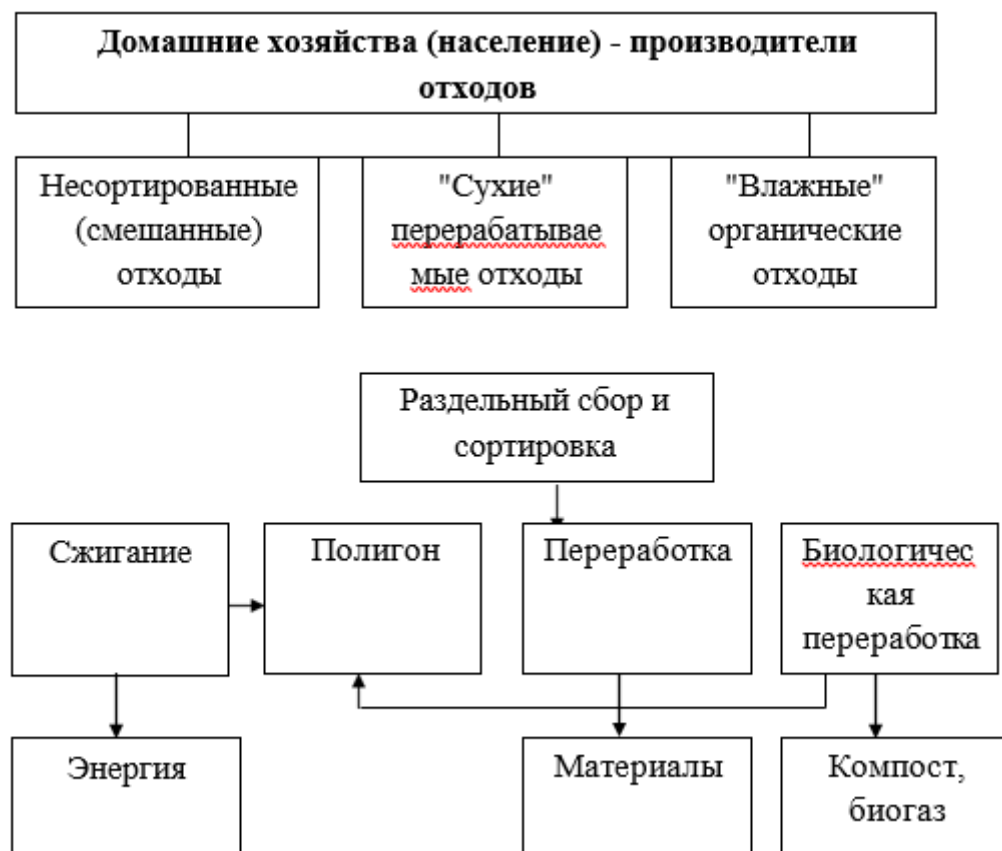 Домашние хозяйства (население) - производители
отходов
Несортированные
(смешанные)
отходы
"Сухие"
перерабатывае
мые отходы
"Влажные"
органические
отходы
Раздельный сбор и
сортировка
Сжигание
Полигон
Переработка
Биологичес
кая
переработка
Энергия
Материалы
Компост,
биогаз